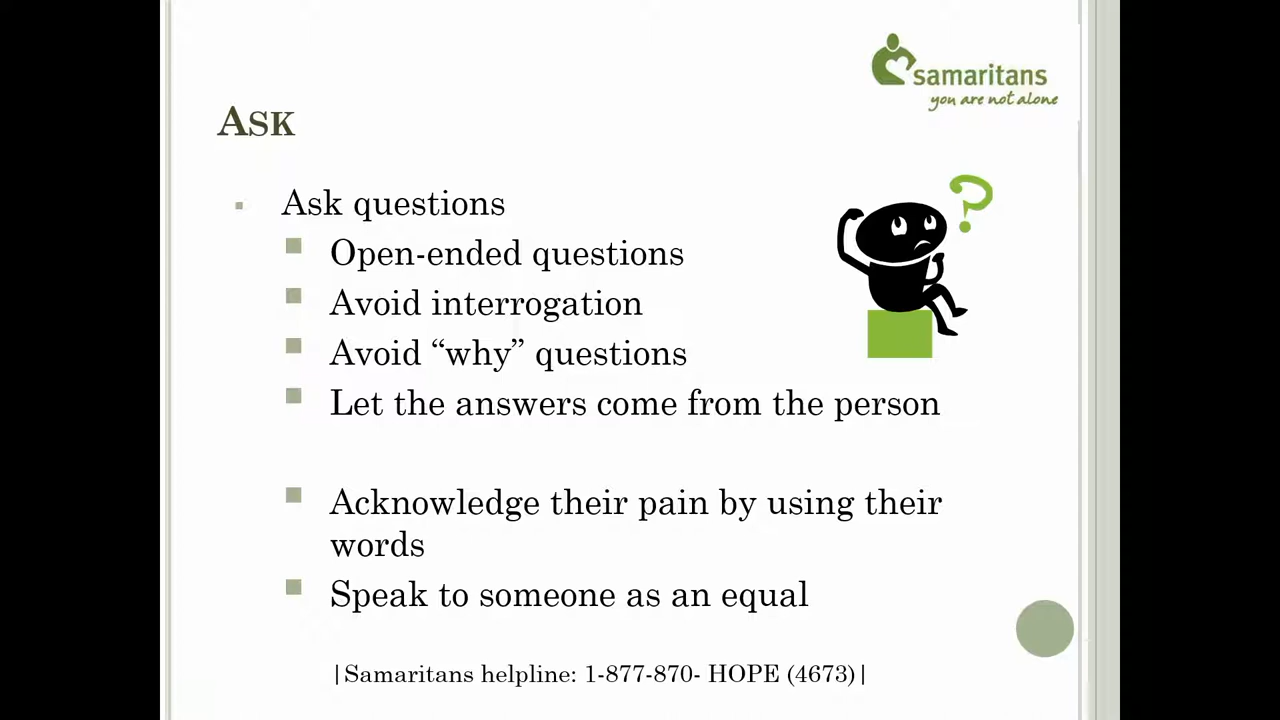 samaritans
you are not alone
ASK
Ask questions
Open-ended questions
Avoid interrogation
Avoid “why” questions
Let the answers come from the person
Acknowledge their pain by using their
words
Speak to someone as an equal
|Samaritans helpline: 1-877-870- HOPE (4673)|